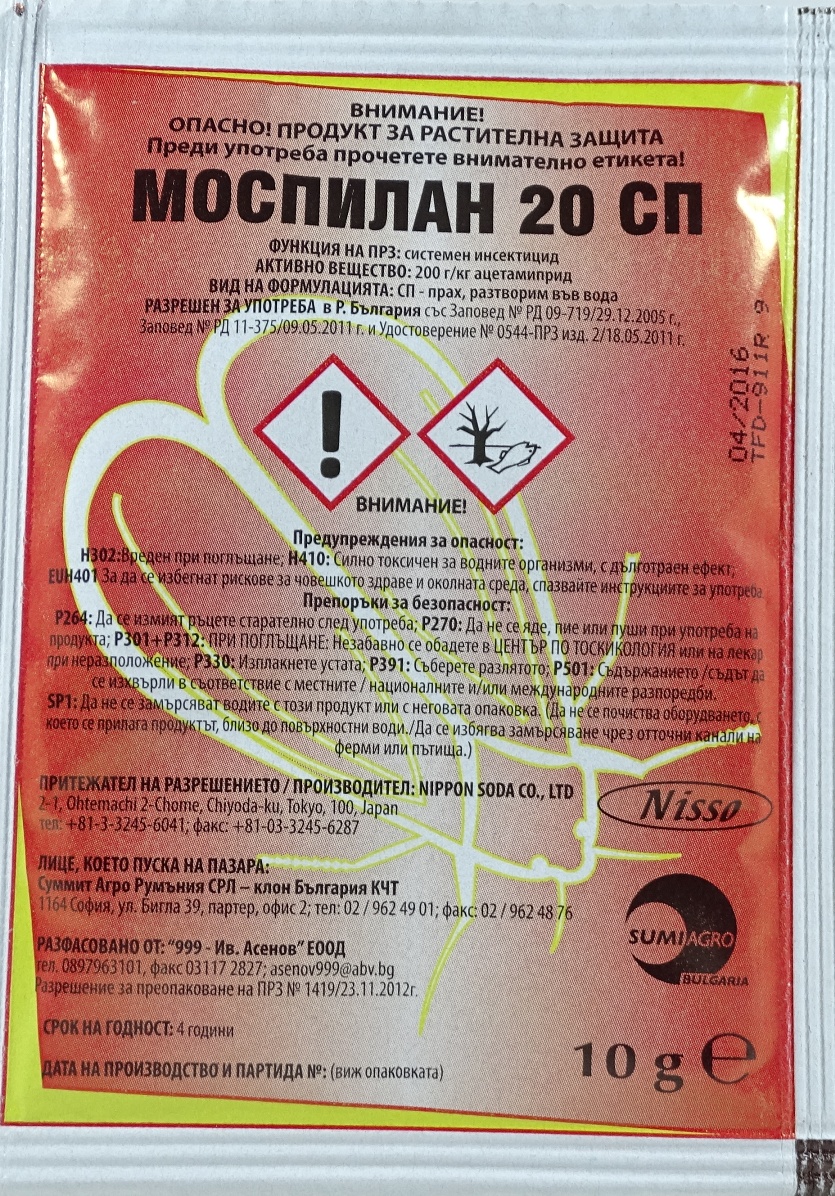 ВНИМАНИЕ!
ОПАСНО! ПРОДУКТ ЗА РАСТИТЕЛНА ЗАЩИТА
Преди употреба прочетете внимателно етикета!
МОСПИЛАН 20 СП
ФУНКЦИЯ НА ПРЗ: системен инсектицид
АКТИВНО ВЕЩЕСТВО: 200 г/кг ацетамиприд
ВИД НА ФОРМУЛАЦИЯТА: СП - прах, разтворим във вода
РАЗРЕШЕН ЗА УПОТРЕБА в Р. България със Заповед № РД 09-719/29.12.2005 г.,
Заповед № РД 11-375/09.05.2011 г. и Удостоверение № 0544-ПРЗ изд. 2/18.05.2011 г.
04/2016
TFD-911R 9
ВНИМАНИЕ!
Предупреждения за опасност:
H302:Вреден при поглъщане; H410: Силно токсичен за водните организми, с дълготраен ефект;
EUH401 За да се избегнат рискове за човешкото здраве и околната среда, спазвайте инструкциите за употреба
Препоръки за безопасност:
P264: Да се измият ръцете старателно след употреба; P270: Да не се яде, пие или пуши при употреба на
продукта; P301+P312: ПРИ ПОГЛЪЩАНЕ: Незабавно се обадете в ЦЕНТЪР ПО ТОСКИКОЛОГИЯ или на лекар
при неразположение; P330: Изплакнете устата; P391: Съберете разлятото; P501: Съдържанието /съдът да
се изхвърли в съответствие с местните / националните и/или международните разпоредби.
SP1: Да не се замърсяват водите с този продукт или с неговата опаковка. (Да не се почиства оборудването, с
което се прилага продуктът, близо до повърхностни води./Да се избягва замърсяване чрез отточни канали на
ферми или пътища.)
ПРИТЕЖАТЕЛ НА РАЗРЕШЕНИЕТО / ПРОИЗВОДИТЕЛ: NIPPON SODA CO., LTD
2-1, Ohtemachi 2-Chome, Chiyoda-ku, Tokyo, 100, Japan
тел: +81-3-3245-6041; факс: +81-03-3245-6287
Nisso
ЛИЦЕ, КОЕТО ПУСКА НА ПАЗАРА:
Суммит Агро Румъния СРЛ – клон България КЧТ
1164 София, ул. Бигла 39, партер, офис 2; тел: 02 / 962 49 01; факс: 02 / 962 48 76
SUMI AGRO
BULGARIA
РАЗФАСОВАНО ОТ: "999 - Ив. Асенов" ЕООД
тел. 0897963101, факс 03117 2827; asenov999@abv.bg
Разрешение за преопаковане на ПРЗ № 1419/23.11.2012г.
СРОК НА ГОДНОСТ: 4 години
ДАТА НА ПРОИЗВОДСТВО И ПАРТИДА №: (виж опаковката)
10 g e